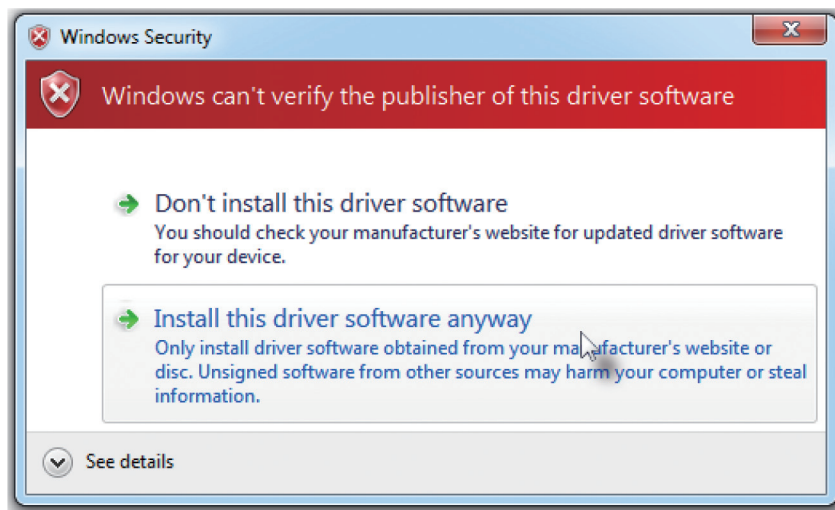 Windows Security
Windows can't verify the publisher of this driver software
Don't install this driver software
You should check your manufacturer's website for updated driver software
for your device.
Install this driver software anyway
Only install driver software obtained from your manufacturer's website or
disc. Unsigned software from other sources may harm your computer or steal
information.
See details